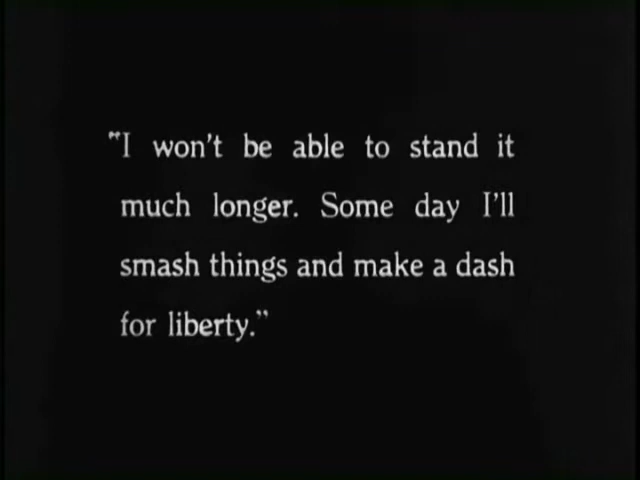 "I won't be able to stand it
much longer. Some day I'll
smash things and make a dash
for liberty."